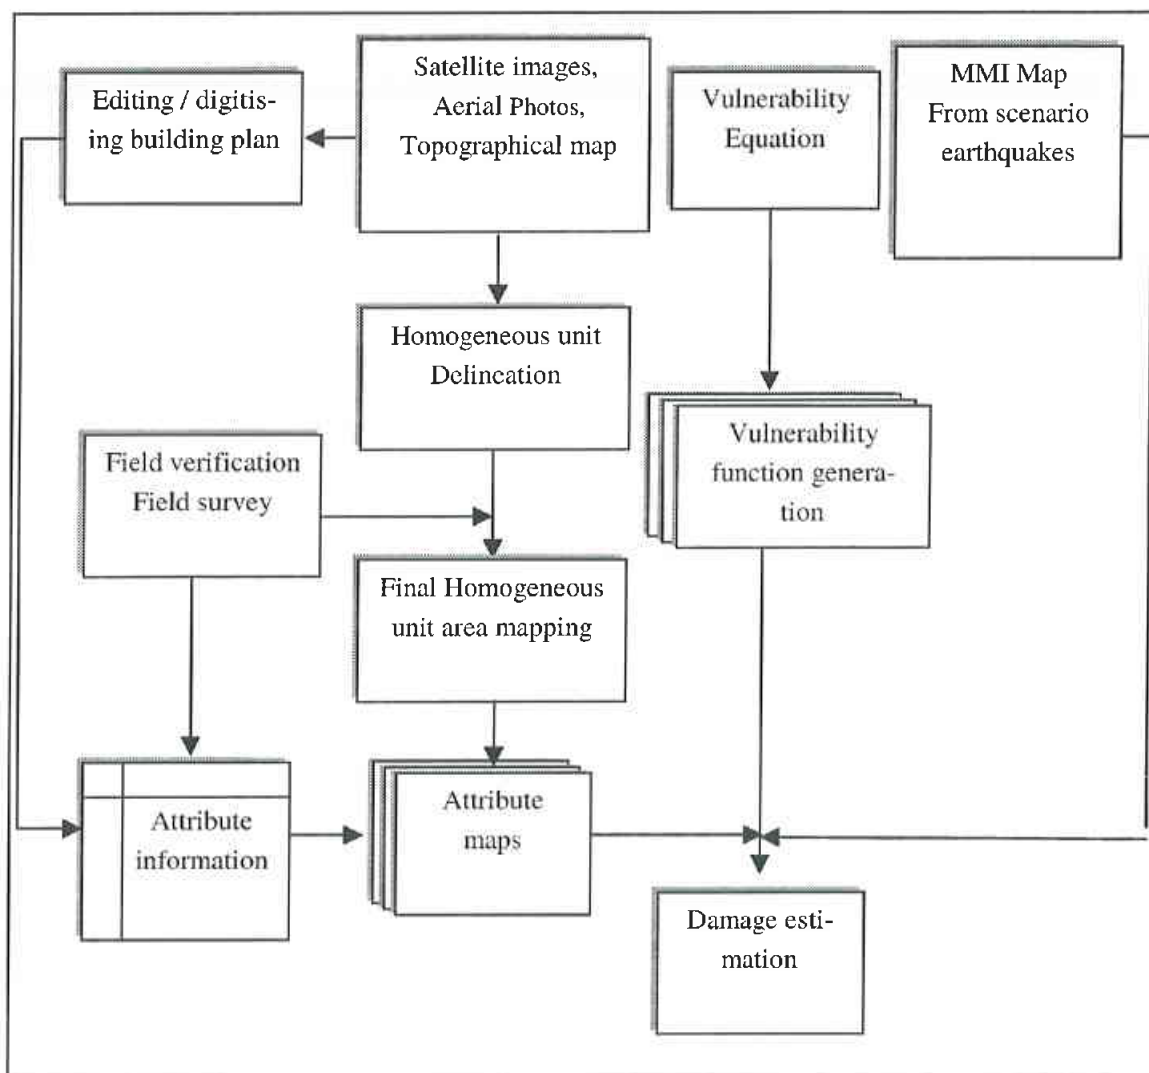 Editing / digitis-
ing building plan
Satellite images,
Aerial Photos,
Topographical map
Vulnerability
Equation
MMI Map
From scenario
earthquakes
Homogeneous unit
Delineation
Vulnerability
function genera-
tion
Field verification
Field survey
Final Homogeneous
unit area mapping
Attribute
information
Attribute
maps
Damage esti-
mation